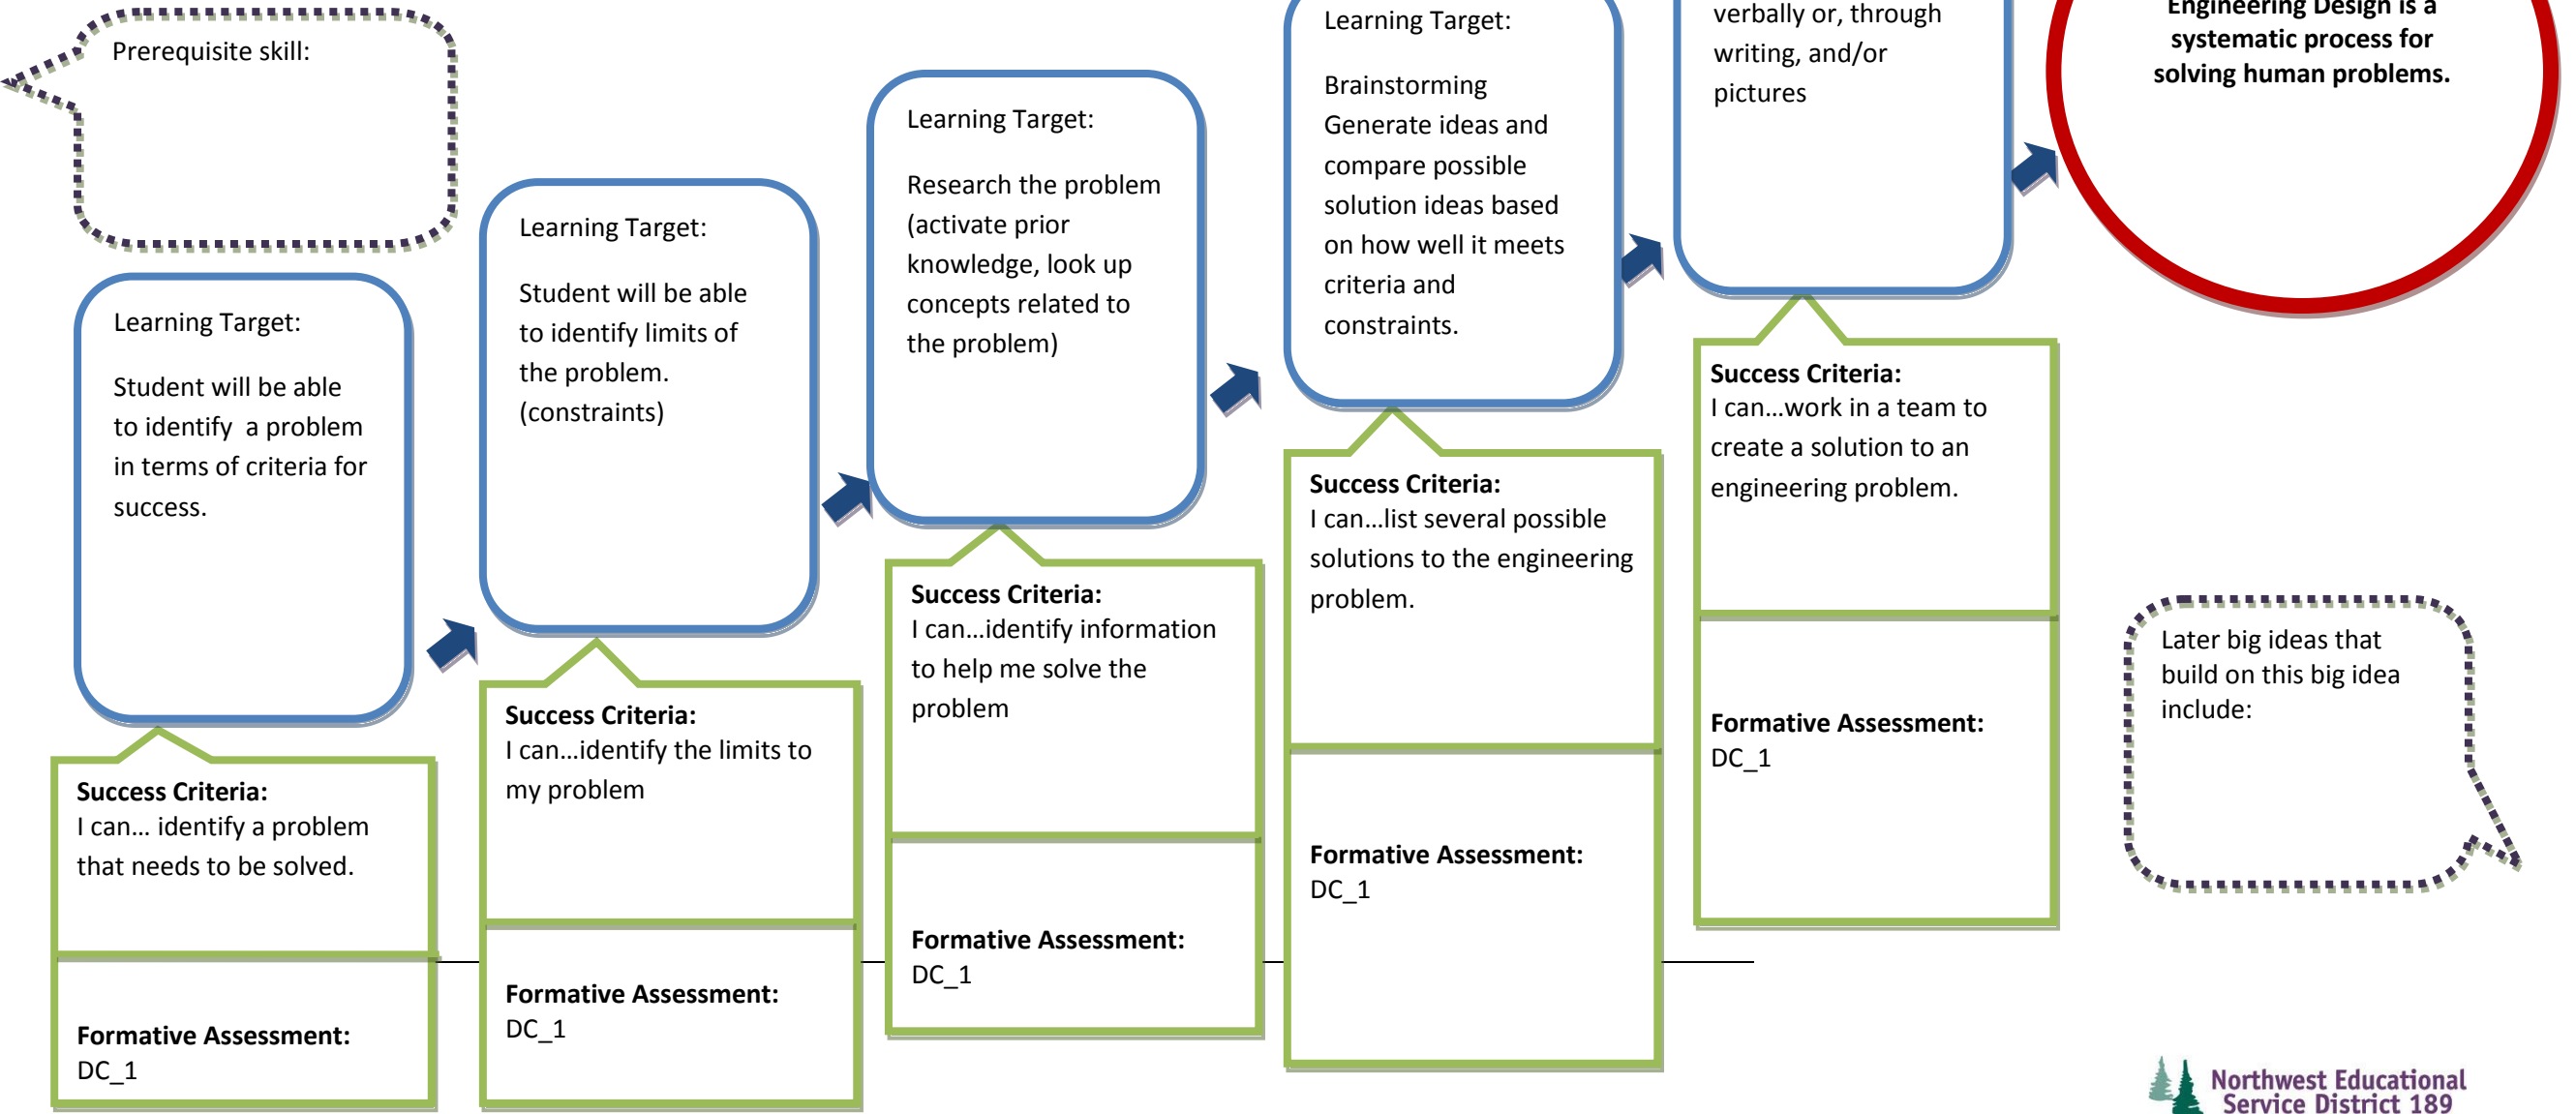 Prerequisite skill:
Learning Target:
Student will be able
to identify  a problem
in terms of criteria for
success.
Success Criteria:
I can... identify a problem
that needs to be solved.
Formative Assessment:
DC_1
Learning Target:
Student will be able
to identify limits of
the problem.
(constraints)
Success Criteria:
I can...identify the limits to
my problem
Formative Assessment:
DC_1
Learning Target:
Research the problem
(activate prior
knowledge, look up
concepts related to
the problem)
Success Criteria:
I can...identify information
to help me solve the
problem
Formative Assessment:
DC_1
Learning Target:
Brainstorming
Generate ideas and
compare possible
solution ideas based
on how well it meets
criteria and
constraints.
Success Criteria:
I can...list several possible
solutions to the engineering
problem.
Formative Assessment:
DC_1
verbally or, through
writing, and/or
pictures
Success Criteria:
I can...work in a team to
create a solution to an
engineering problem.
Formative Assessment:
DC_1
Engineering Design is a
systematic process for
solving human problems.
Later big ideas that
build on this big idea
include:
Northwest Educational
Service District 189